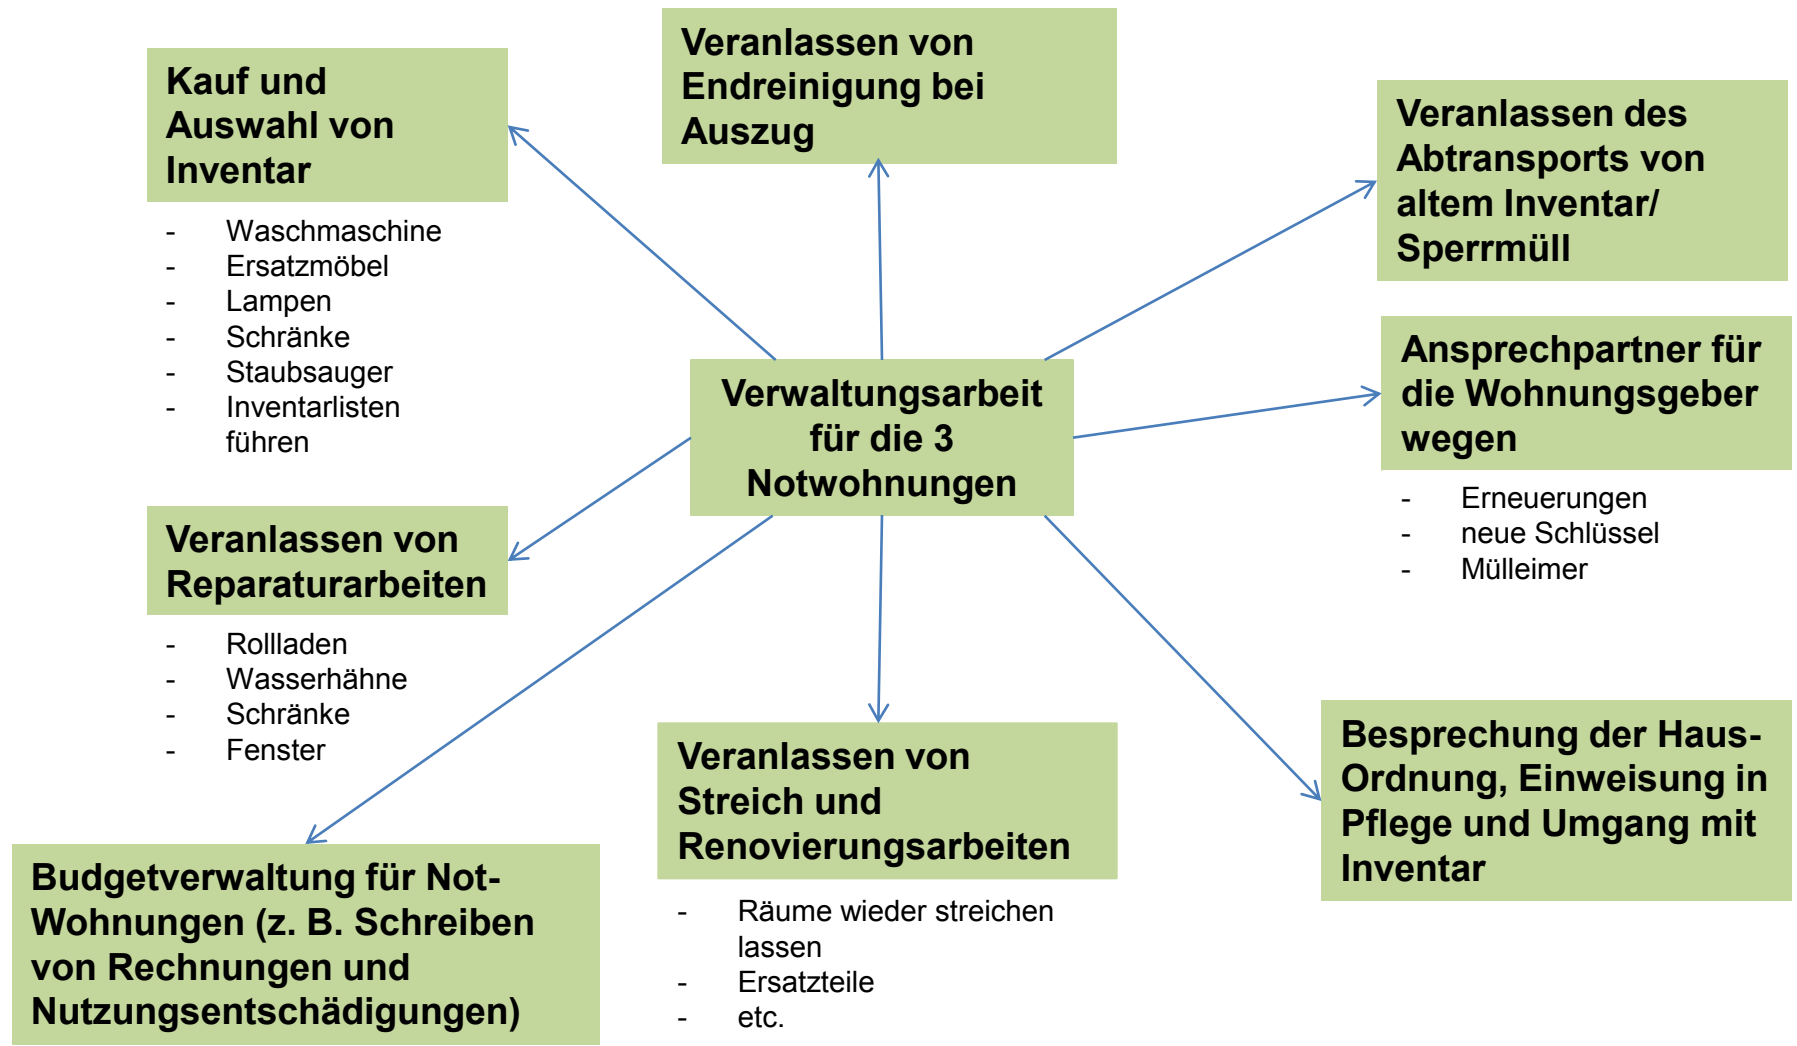 Kauf und
Auswahl von
Inventar
- Waschmaschine
- Ersatzmöbel
- Lampen
- Schränke
- Staubsauger
- Inventarlisten
führen
Veranlassen von
Endreinigung bei
Auszug
Veranlassen des
Abtransports von
altem Inventar/
Sperrmüll
Verwaltungsarbeit
für die 3
Notwohnungen
Ansprechpartner für
die Wohnungsgeber
wegen
- Erneuerungen
- neue Schlüssel
- Mülleimer
Veranlassen von
Reparaturarbeiten
- Rollladen
- Wasserhähne
- Schränke
- Fenster
Budgetverwaltung für Not-
Wohnungen (z. B. Schreiben
von Rechnungen und
Nutzungsentschädigungen)
Veranlassen von
Streich und
Renovierungsarbeiten
- Räume wieder streichen
lassen
- Ersatzteile
- etc.
Besprechung der Haus-
Ordnung, Einweisung in
Pflege und Umgang mit
Inventar